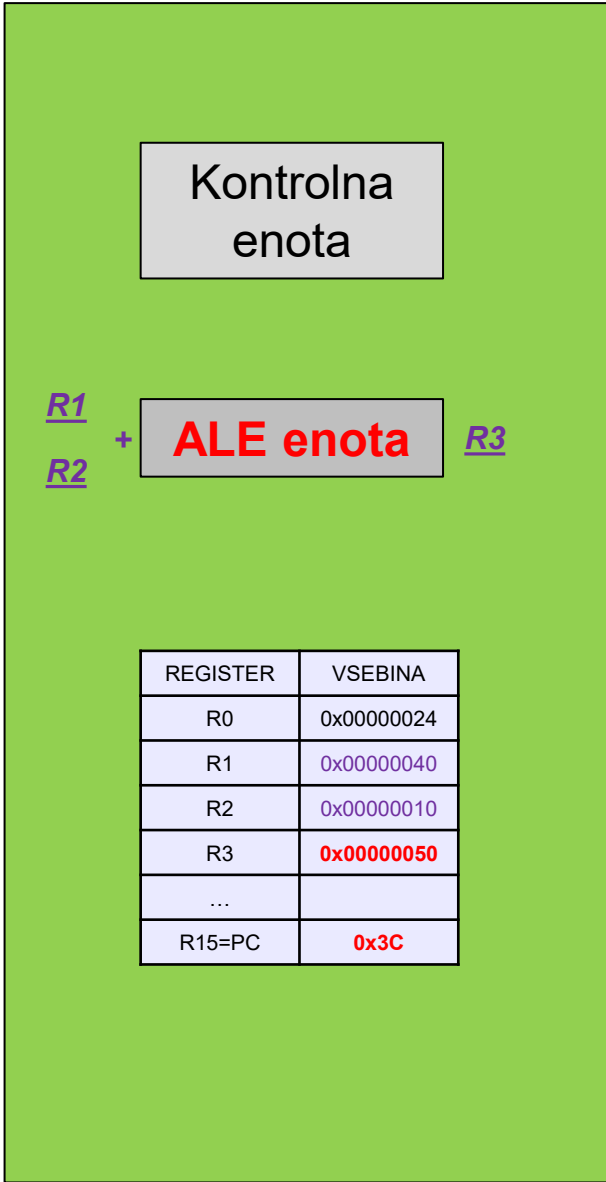 Kontrolna
enota
R1
+
R2
ALE enota
R3
REGISTER VSEBINA
R0 0x00000024
R1 0x00000040
R2 0x00000010
R3 0x00000050
…
R15=PC 0x3C